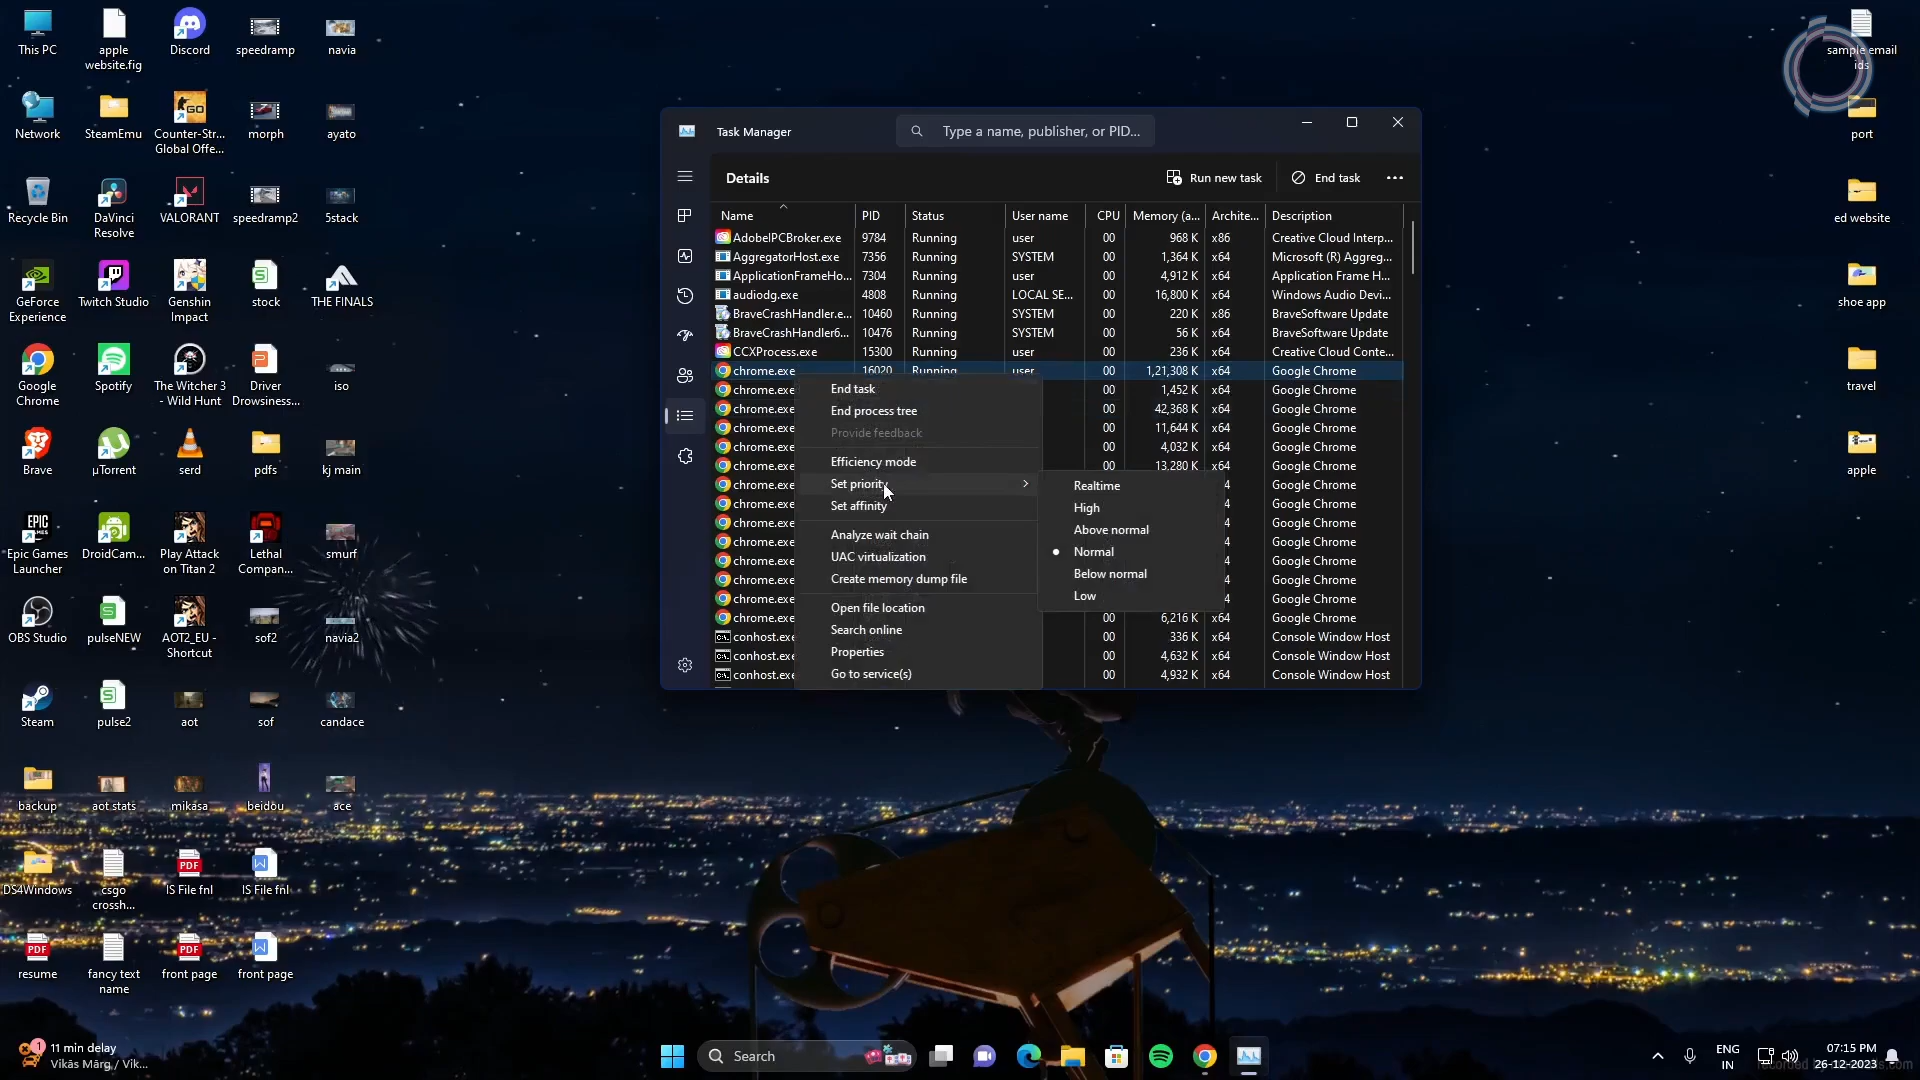 This PC
apple
website.fig
Discord
speedramp
navia
Network
SteamEmu
Counter-Str...
Global Offe...
morph
ayato
Recycle Bin
DaVinci
Resolve
VALORANT
speedramp2
5stack
GeForce
Experience
Twitch Studio
Genshin
Impact
stock
THE FINALS
Google
Chrome
Spotify
The Witcher 3
- Wild Hunt
Driver
Drowsiness...
iso
Brave
µTorrent
serd
pdfs
kj main
Epic Games
Launcher
DroidCam...
Play Attack
on Titan 2
Lethal
Compan...
smurf
OBS Studio
pulseNEW
AOT2_EU -
Shortcut
sof2
navia2
Steam
pulse2
aot
sof
candace
backup
aot stats
mikasa
beidou
ace
DS4Windows
csgo
crossh...
IS File fnl
IS File fnl
resume
fancy text
name
front page
front page
Task Manager
Type a name, publisher, or PID...
Details
Run new task
End task
Name PID Status User name CPU Memory (a... Archite... Description
AdobeIPCBroker.exe 9784 Running user 00 968 K x86 Creative Cloud Interp...
AggregatorHost.exe 7356 Running SYSTEM 00 1,364 K x64 Microsoft (R) Aggreg...
ApplicationFrameHo... 7304 Running user 00 4,912 K x64 Application Frame H...
audiodg.exe 4808 Running LOCAL SE... 00 16,800 K x64 Windows Audio Devi...
BraveCrashHandler.e... 10460 Running SYSTEM 00 220 K x86 BraveSoftware Update
BraveCrashHandler6... 10476 Running SYSTEM 00 56 K x64 BraveSoftware Update
CCXProcess.exe 15300 Running user 00 236 K x64 Creative Cloud Conte...
chrome.exe 16020 Running user 00 1,21,308 K x64 Google Chrome
chrome.exe 00 1,452 K x64 Google Chrome
chrome.exe 00 42,368 K x64 Google Chrome
chrome.exe 00 11,644 K x64 Google Chrome
chrome.exe 00 4,032 K x64 Google Chrome
chrome.exe 00 13,280 K x64 Google Chrome
chrome.exe 4 Google Chrome
chrome.exe 4 Google Chrome
chrome.exe 4 Google Chrome
chrome.exe 4 Google Chrome
chrome.exe 4 Google Chrome
chrome.exe 4 Google Chrome
chrome.exe 4 Google Chrome
chrome.exe 00 6,216 K x64 Google Chrome
conhost.exe 00 336 K x64 Console Window Host
conhost.exe 00 4,632 K x64 Console Window Host
conhost.exe 00 4,932 K x64 Console Window Host
End task
End process tree
Provide feedback
Efficiency mode
Set priority
Set affinity
Analyze wait chain
UAC virtualization
Create memory dump file
Open file location
Search online
Properties
Go to service(s)
Realtime
High
Above normal
Normal
Below normal
Low
sample email
ids
port
ed website
shoe app
travel
apple
1
11 min delay
Vikās Mārg / Vik...
Search
ENG
IN
07:15 PM
26-12-2023